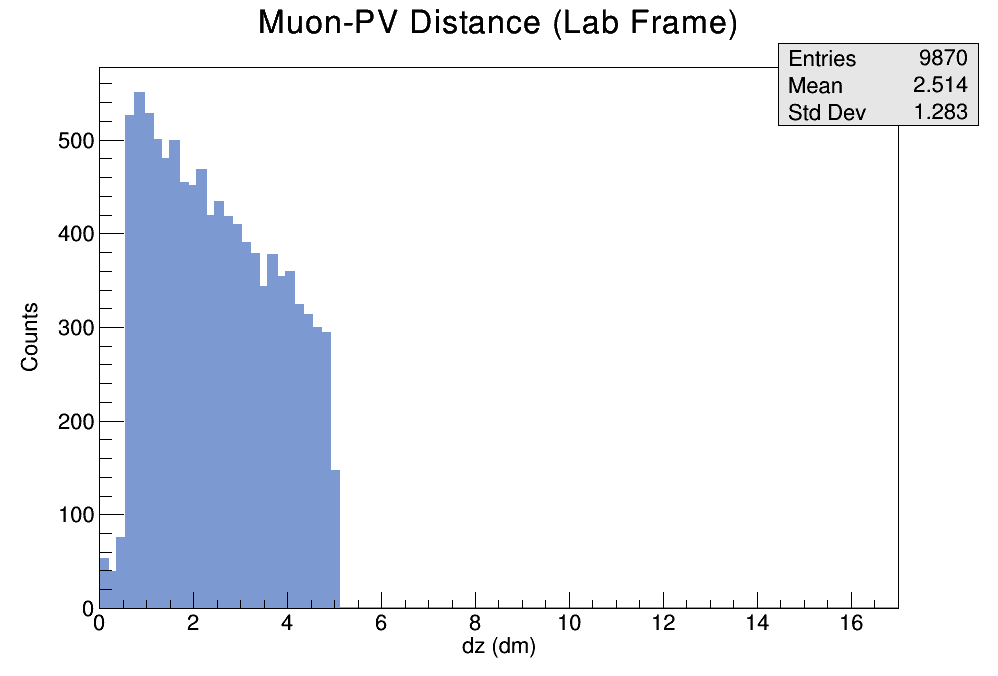 Muon-PV Distance (Lab Frame)
Entries 9870
Mean 2.514
Std Dev 1.283
500
400
300
200
100
0
Counts
0 2 4 6 8 10 12 14 16
dz (dm)